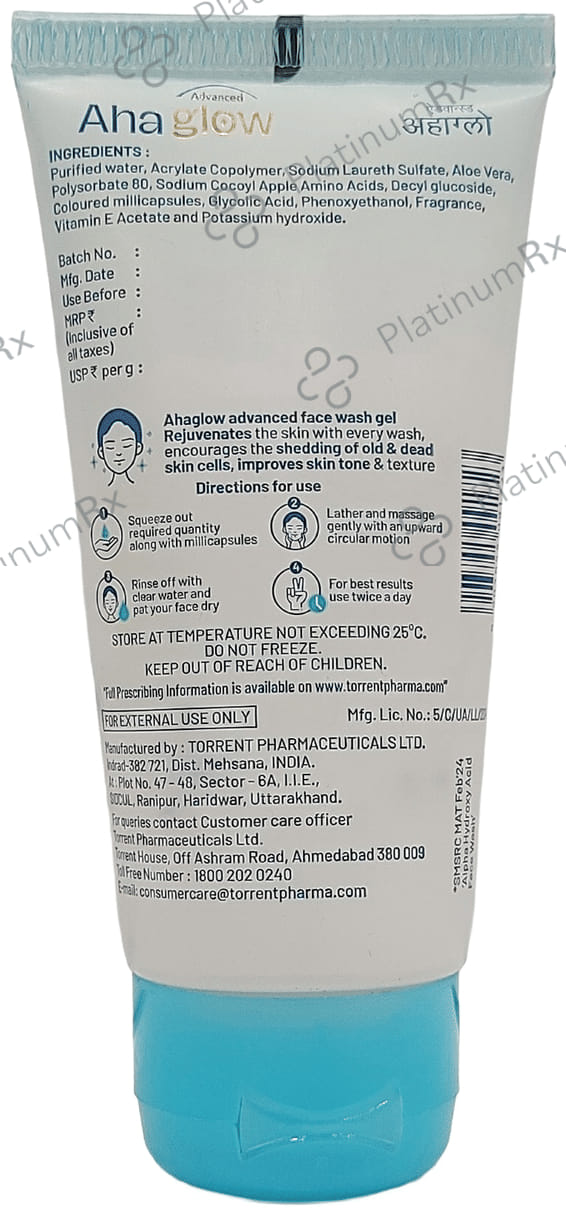 Advanced
Aha glow
एडवान्स्ड
अहाग्लो
INGREDIENTS :
Purified water, Acrylate Copolymer, Sodium Laureth Sulfate, Aloe Vera,
Polysorbate 80, Sodium Cocoyl Apple Amino Acids, Decyl glucoside,
Coloured millicapsules, Glycolic Acid, Phenoxyethanol, Fragrance,
Vitamin E Acetate and Potassium hydroxide.
Batch No. :
Mfg. Date :
Use Before :
MRP ₹ :
(Inclusive of
all taxes)
USP ₹ per g :
Ahaglow advanced face wash gel
Rejuvenates the skin with every wash,
encourages the shedding of old & dead
skin cells, improves skin tone & texture
Directions for use
1
Squeeze out
required quantity
along with millicapsules
2
Lather and massage
gently with an upward
circular motion
3
Rinse off with
clear water and
pat your face dry
4
For best results
use twice a day
STORE AT TEMPERATURE NOT EXCEEDING 25°C.
DO NOT FREEZE.
KEEP OUT OF REACH OF CHILDREN.
"Full Prescribing Information is available on www.torrentpharma.com"
FOR EXTERNAL USE ONLY
Mfg. Lic. No.: 5/C/UA/LL/
Manufactured by : TORRENT PHARMACEUTICALS LTD.
Indrad-382 721, Dist. Mehsana, INDIA.
At : Plot No. 47-48, Sector - 6A, I.I.E.,
SIDCUL, Ranipur, Haridwar, Uttarakhand.
For queries contact Customer care officer
Torrent Pharmaceuticals Ltd.
Torrent House, Off Ashram Road, Ahmedabad 380 009
Toll Free Number : 1800 202 0240
E-mail: consumercare@torrentpharma.com
*SMSRC MAT Feb'24
'Alpha Hydroxy Acid
Face Wash'
PlatinumRx
PlatinumRx
PlatinumRx